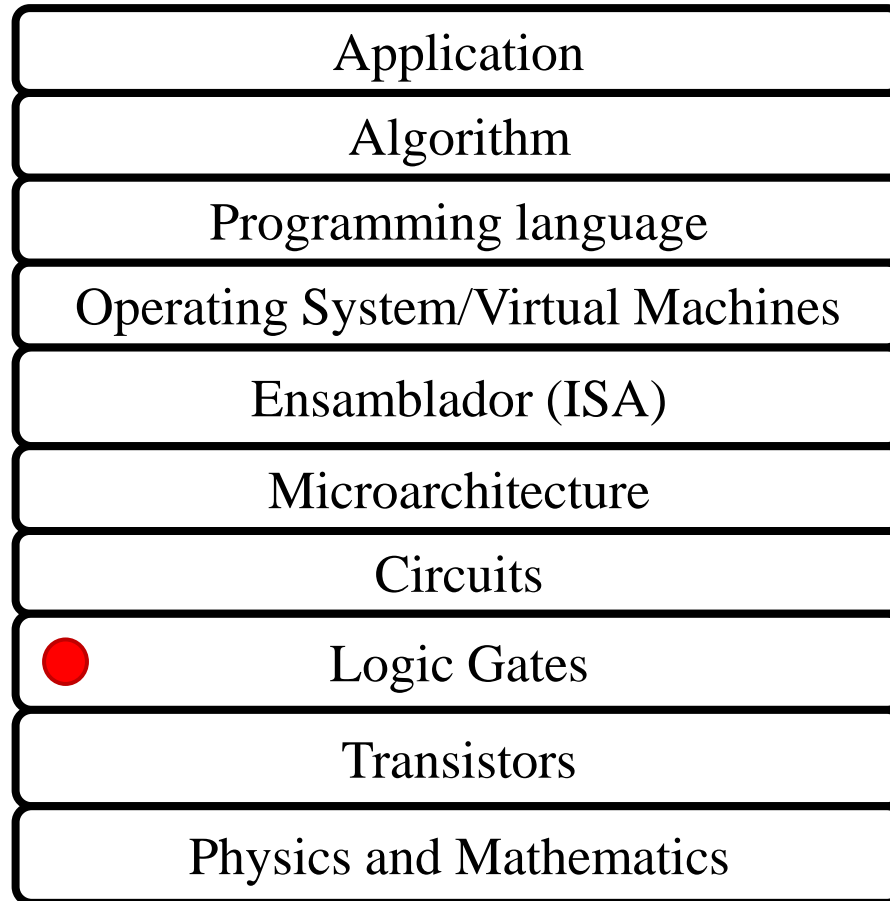 Application
Algorithm
Programming language
Operating System/Virtual Machines
Ensamblador (ISA)
Microarchitecture
Circuits
Logic Gates
Transistors
Physics and Mathematics